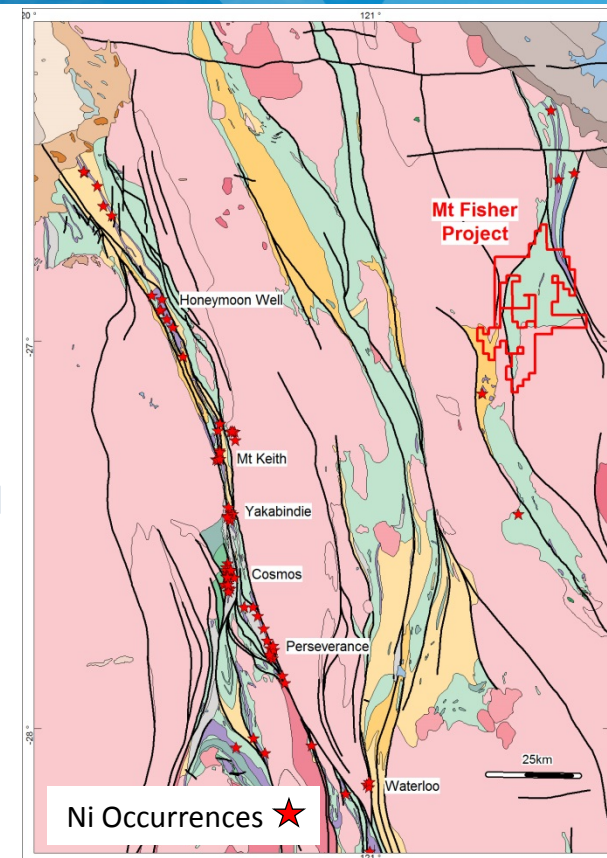 20 °
121 °
Mt Fisher
Project
Honeymoon Well
-27 °
Mt Keith
Yakabindie
Cosmos
Perseverance
-28 °
25km
Waterloo
Ni Occurrences
121 °